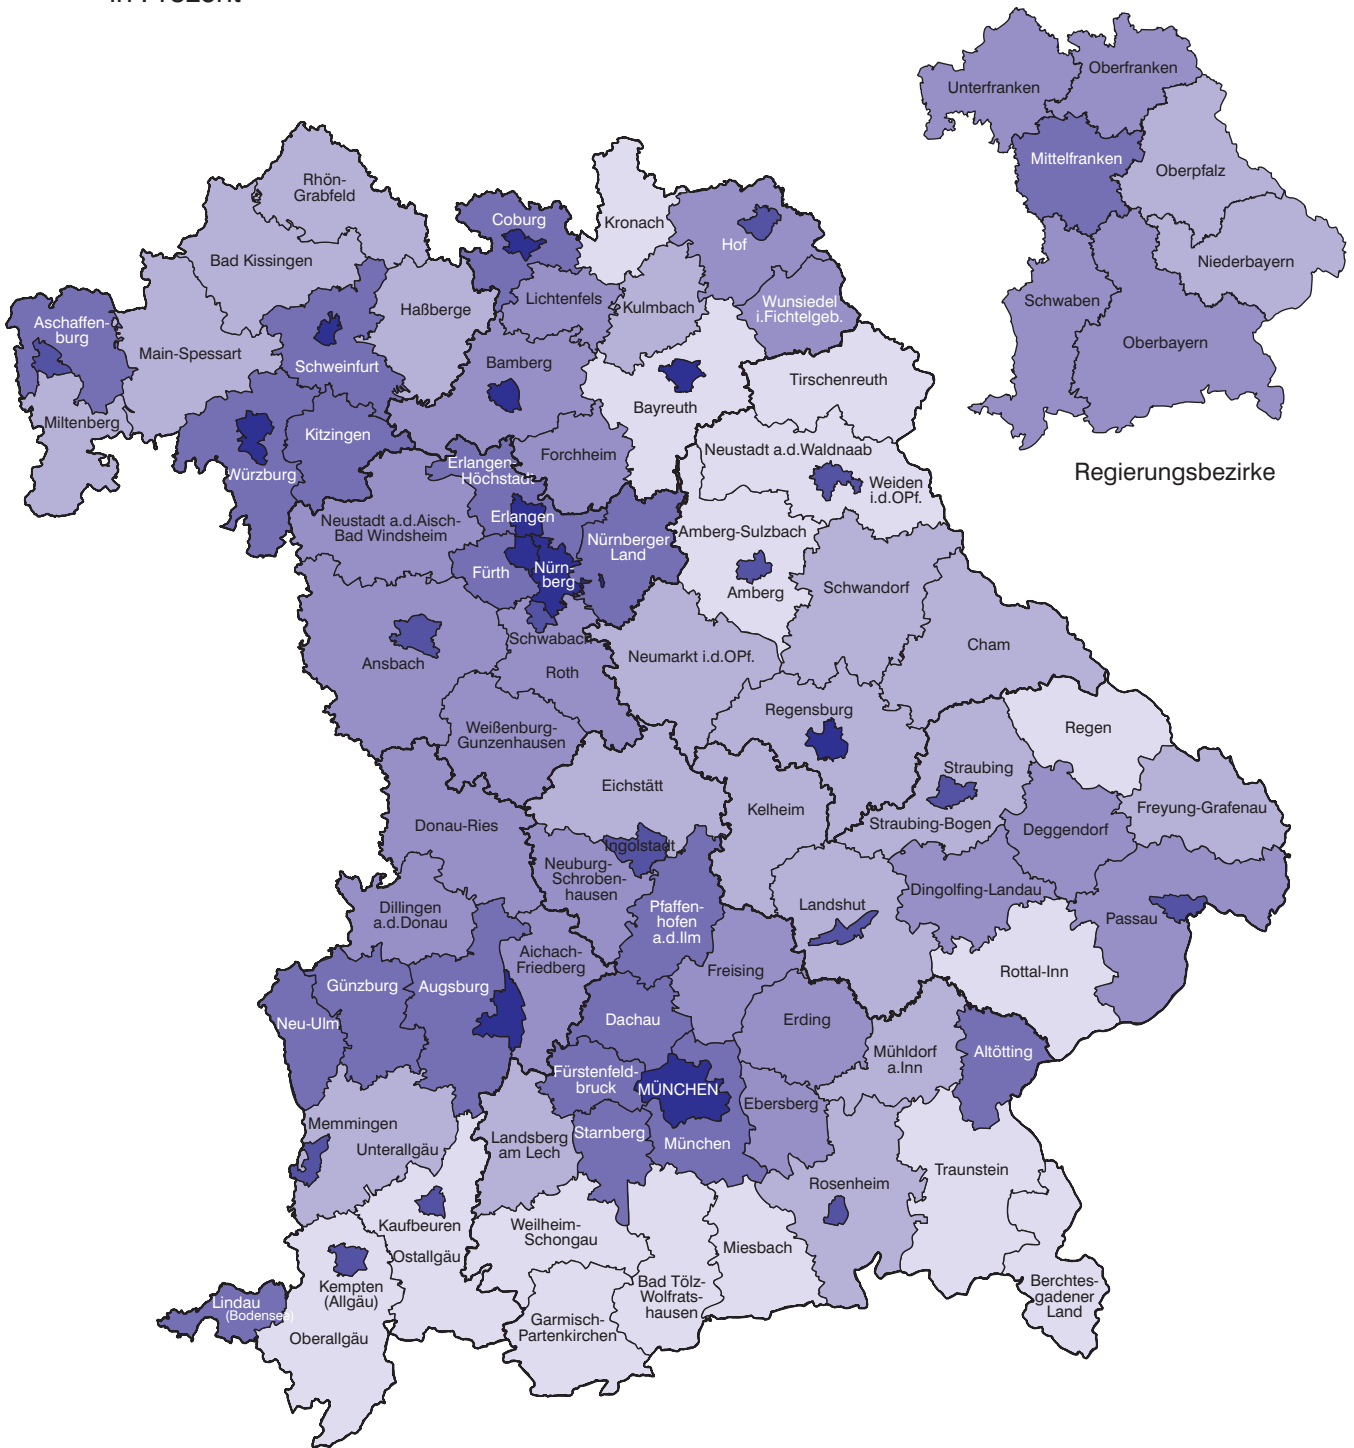 Unterfranken
Oberfranken
Mittelfranken
Oberpfalz
Niederbayern
Schwaben
Oberbayern
Regierungsbezirke
Rhön-
Grabfeld
Coburg
Kronach
Hof
Bad Kissingen
Lichtenfels
Kulmbach
Wunsiedel
i.Fichtelgeb.
Haßberge
Aschaffen-
burg
Main-Spessart
Schweinfurt
Bamberg
Tirschenreuth
Bayreuth
Miltenberg
Kitzingen
Würzburg
Forchheim
Erlangen-
Höchstadt
Neustadt a.d.Waldnaab
Weiden
i.d.OPf.
Erlangen
Neustadt a.d.Aisch-
Bad Windsheim
Nürnberger
Land
Amberg-Sulzbach
Fürth
Nürn-
berg
Amberg
Schwandorf
Schwabach
Ansbach
Roth
Neumarkt i.d.OPf.
Cham
Regensburg
Weißenburg-
Gunzenhausen
Regen
Straubing
Eichstätt
Kelheim
Freyung-Grafenau
Donau-Ries
Straubing-Bogen
Deggendorf
Ingolstadt
Neuburg-
Schroben-
hausen
Dingolfing-Landau
Dillingen
a.d.Donau
Pfaffen-
hofen
a.d.Ilm
Landshut
Passau
Aichach-
Friedberg
Freising
Rottal-Inn
Günzburg
Augsburg
Neu-Ulm
Dachau
Erding
Mühldorf
a.Inn
Altötting
Fürstenfeld-
bruck
MÜNCHEN
Ebersberg
Memmingen
Unterallgäu
Landsberg
am Lech
Starnberg
München
Traunstein
Rosenheim
Kaufbeuren
Weilheim-
Schongau
Miesbach
Ostallgäu
Kempten
(Allgäu)
Bad Tölz-
Wolfrats-
hausen
Berchtes-
gadener
Land
Lindau
(Bodensee)
Garmisch-
Partenkirchen
Oberallgäu